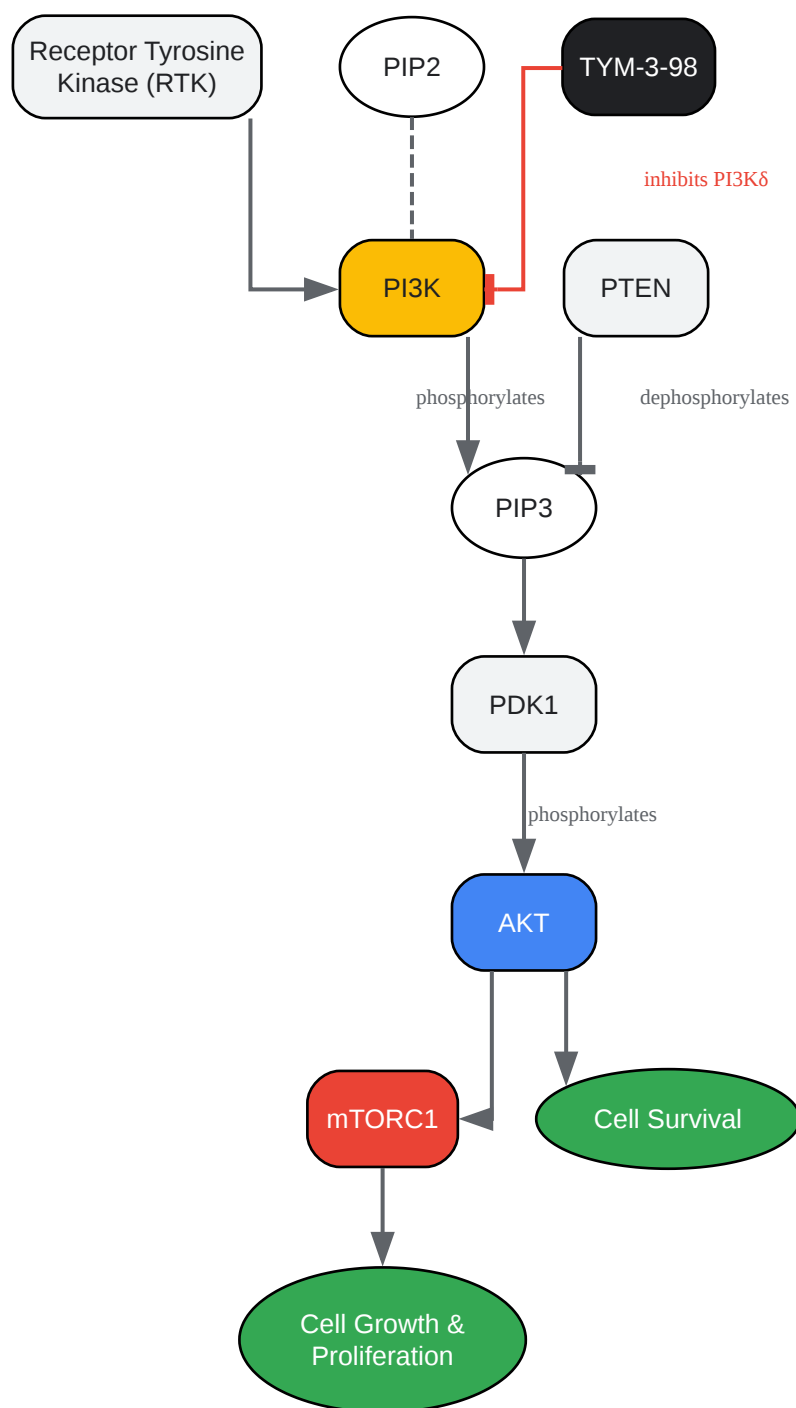 Receptor Tyrosine
Kinase (RTK)
PIP2
TYM-3-98
inhibits PI3Kδ
PI3K
PTEN
phosphorylates
dephosphorylates
PIP3
PDK1
phosphorylates
AKT
mTORC1
Cell Survival
Cell Growth &
Proliferation